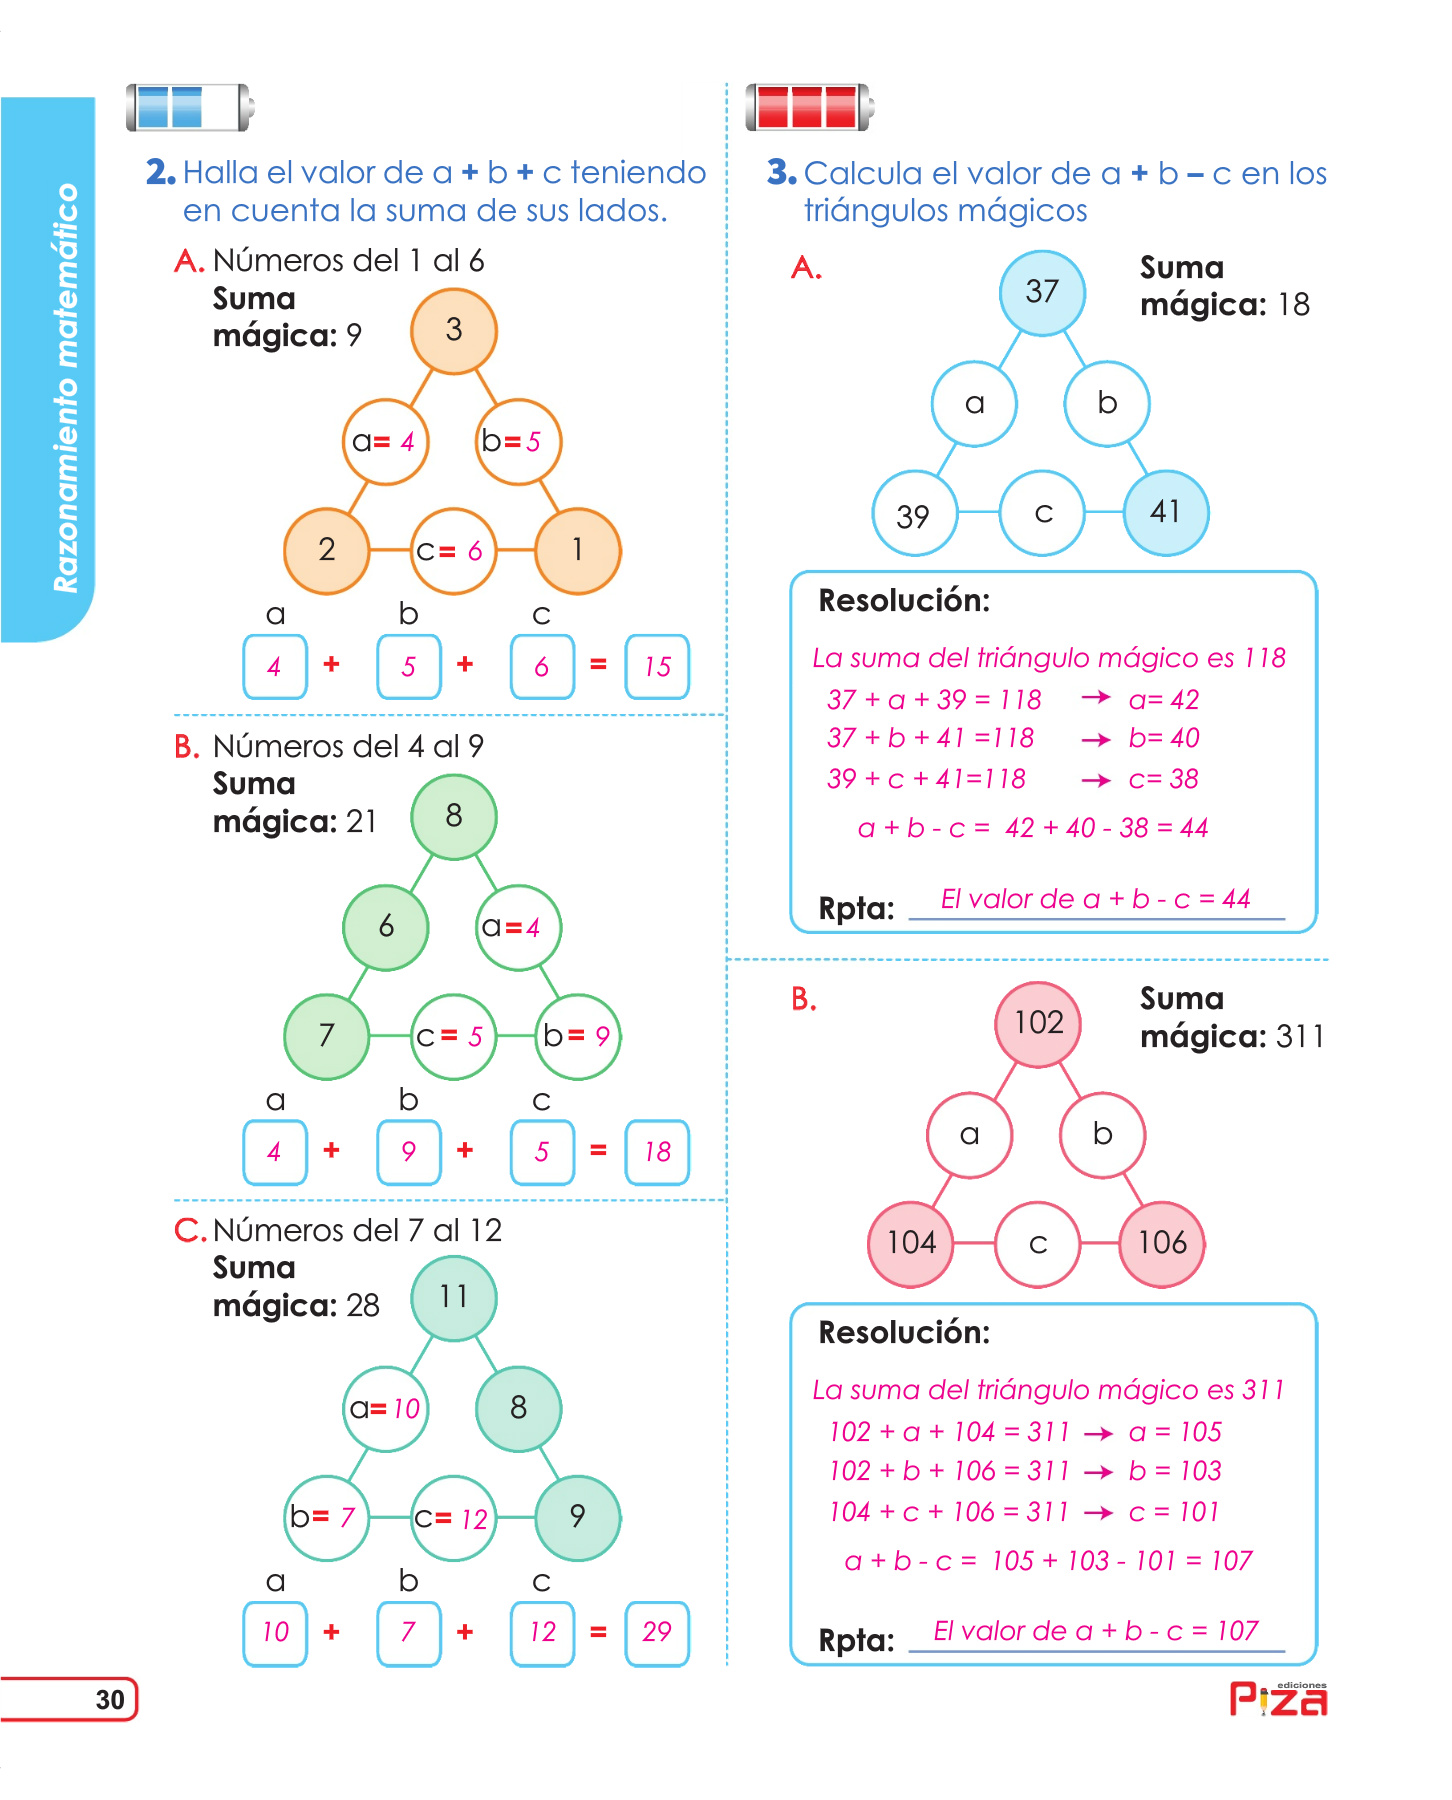 Razonamiento matemático
2. Halla el valor de a + b + c teniendo
en cuenta la suma de sus lados.
A. Números del 1 al 6
Suma
mágica: 9
3
a= 4
b= 5
2
c= 6
1
a b c
4 + 5 + 6 = 15
B. Números del 4 al 9
Suma
mágica: 21
8
6
a=4
7
c= 5
b= 9
a b c
4 + 9 + 5 = 18
C. Números del 7 al 12
Suma
mágica: 28
11
a=10
8
b= 7
c= 12
9
a b c
10 + 7 + 12 = 29
30
3. Calcula el valor de a + b – c en los
triángulos mágicos
A.
Suma
mágica: 18
37
a
b
39
c
41
Resolución:
La suma del triángulo mágico es 118
37 + a + 39 = 118 → a= 42
37 + b + 41 =118 → b= 40
39 + c + 41=118 → c= 38
a + b - c = 42 + 40 - 38 = 44
Rpta: El valor de a + b - c = 44
B.
Suma
mágica: 311
102
a
b
104
c
106
Resolución:
La suma del triángulo mágico es 311
102 + a + 104 = 311 → a = 105
102 + b + 106 = 311 → b = 103
104 + c + 106 = 311 → c = 101
a + b - c = 105 + 103 - 101 = 107
Rpta: El valor de a + b - c = 107
ediciones
Piza